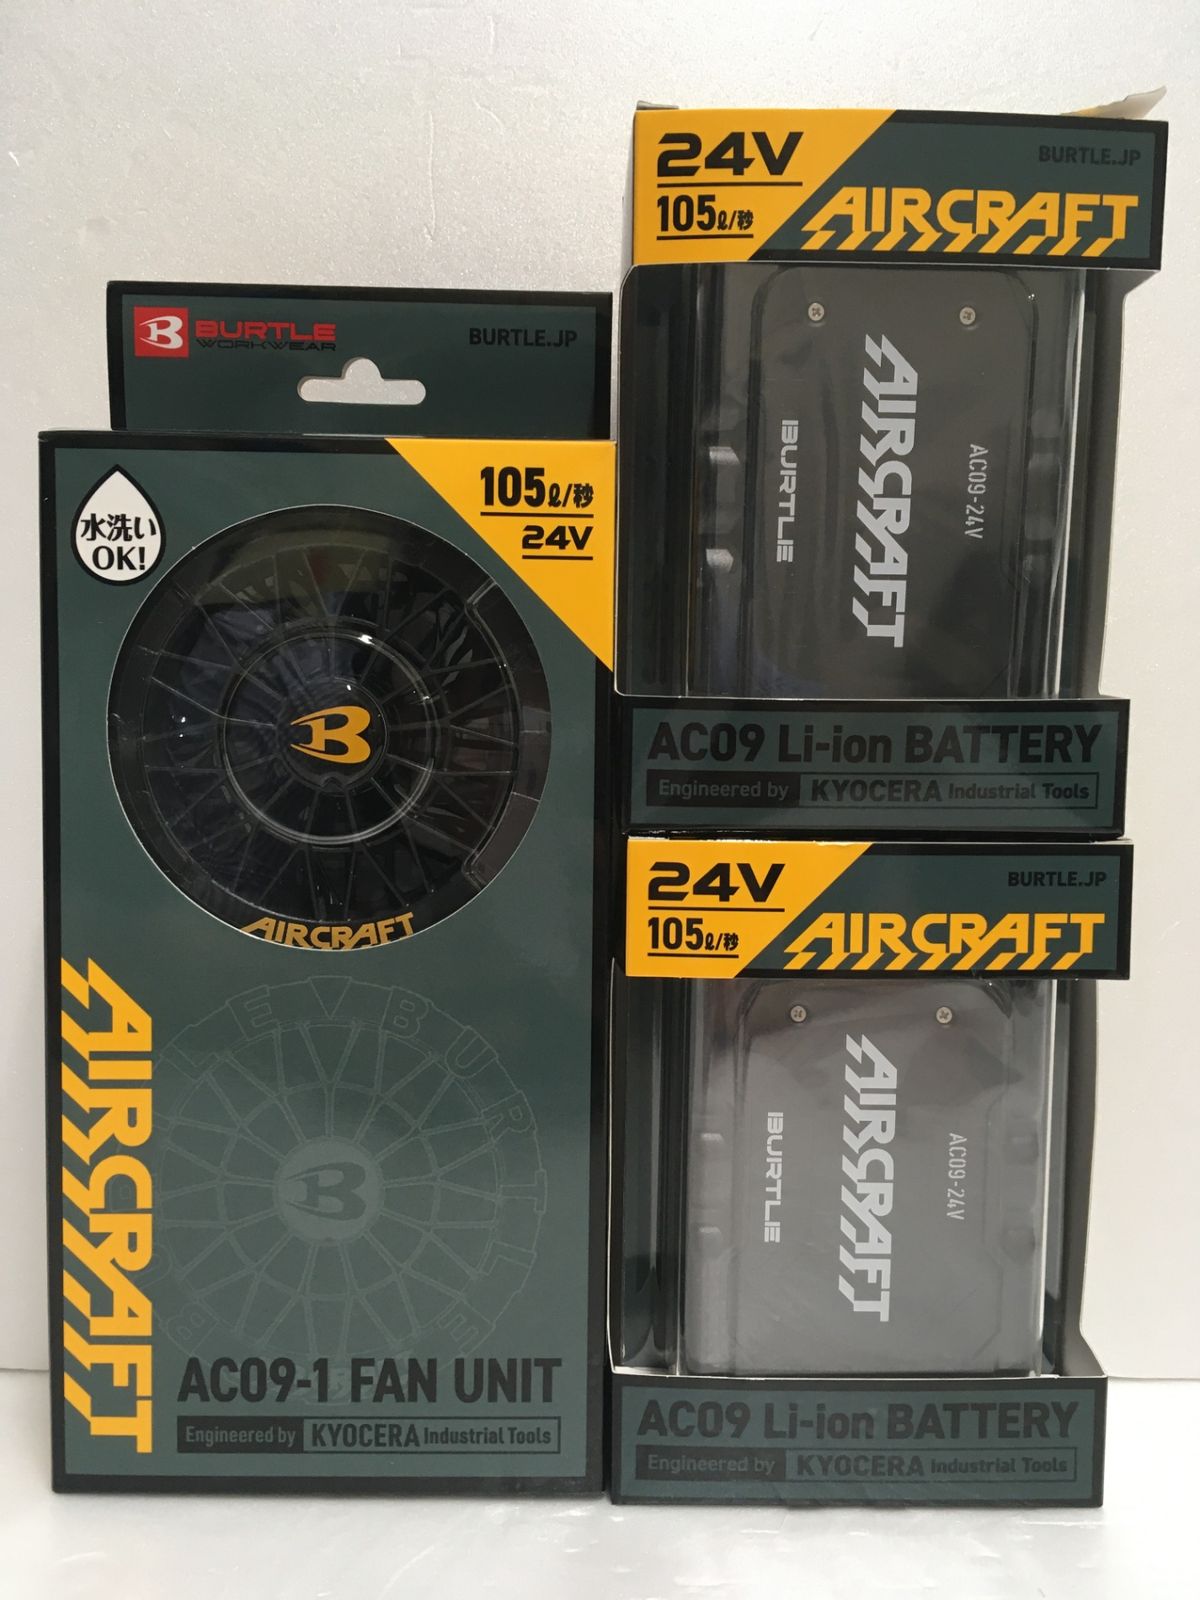 BURTLE
WORKWEAR
BURTLE.JP
水洗い
OK!
105ℓ/秒
24V
B
AIRCRAFT
AIRCRAFT
BURTLE
V
BURTLE
B
AC09-1 FAN UNIT
Engineered by KYOCERA Industrial Tools
24V
105ℓ/秒
BURTLE.JP
AIRCRAFT
AC09-24V
AIRCRAFT
BURTLE
AC09 Li-ion BATTERY
Engineered by KYOCERA Industrial Tools
24V
105ℓ/秒
BURTLE.JP
AIRCRAFT
AC09-24V
AIRCRAFT
BURTLE
AC09 Li-ion BATTERY
Engineered by KYOCERA Industrial Tools